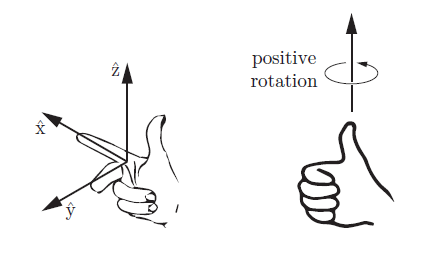 ẑ
x̂
ŷ
positive
rotation